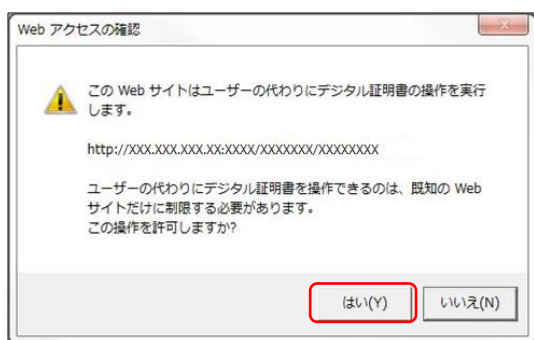 Web アクセスの確認
この Web サイトはユーザーの代わりにデジタル証明書の操作を実行
します。
http://XXX.XXX.XXX.XX:XXXX/XXXXXXX/XXXXXXXX
ユーザーの代わりにデジタル証明書を操作できるのは、既知の Web
サイトだけに制限する必要があります。
この操作を許可しますか?
はい(Y)
いいえ(N)